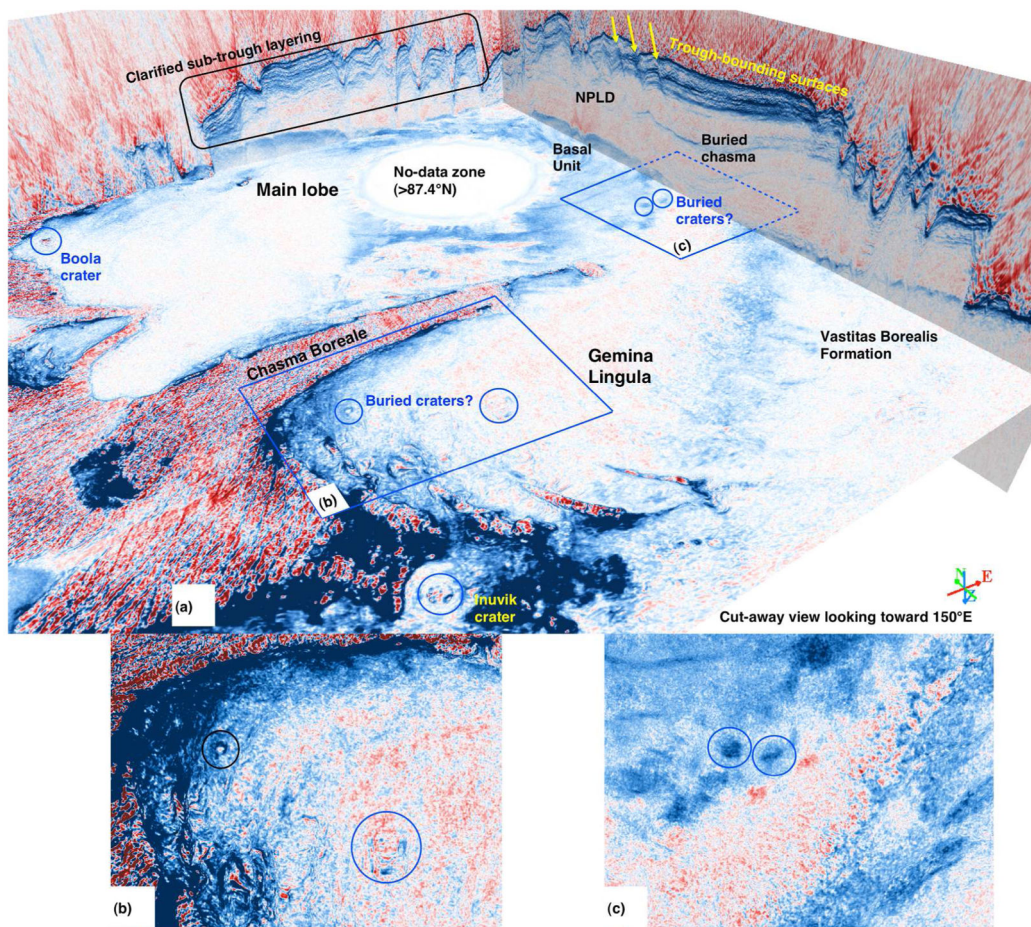 Clarified sub-trough layering
Trough-bounding surfaces
NPLD
Buried
chasma
Basal
Unit
No-data zone
(>87.4°N)
Main lobe
Buried
craters?
(c)
Boola
crater
Chasma Boreale
Gemina
Lingula
Vastitas Borealis
Formation
Buried craters?
(b)
(a)
Inuvik
crater
N
E
Cut-away view looking toward 150°E
(b)
(c)